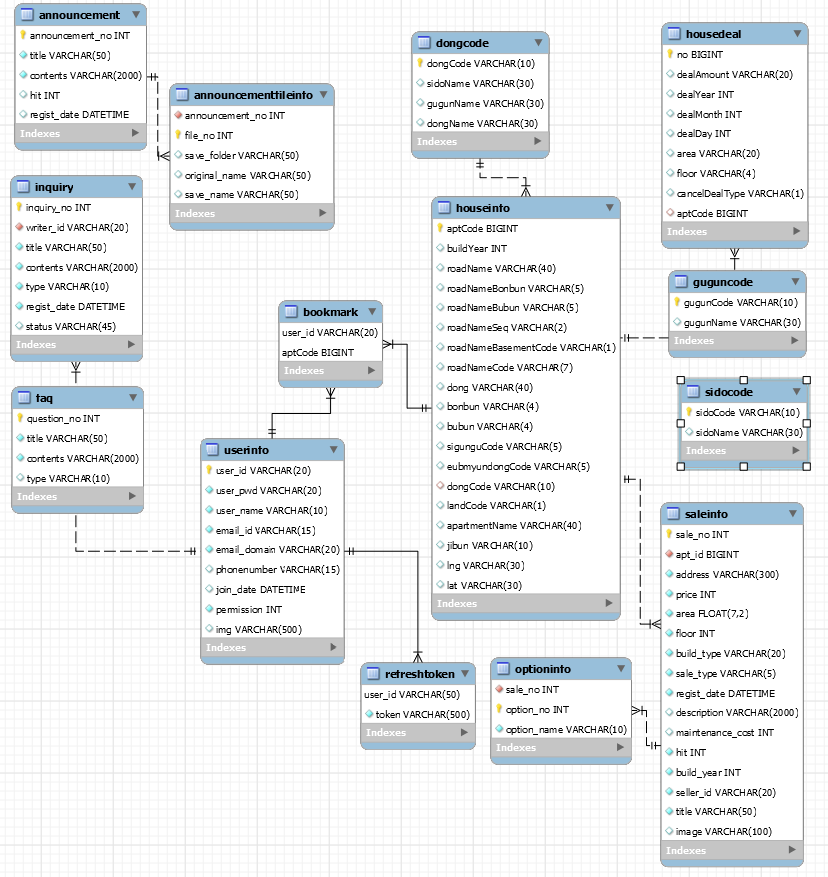 announcement
announcement_no INT
title VARCHAR(50)
contents VARCHAR(2000)
hit INT
regist_date DATETIME
Indexes
announcementfileinfo
announcement_no INT
file_no INT
save_folder VARCHAR(50)
original_name VARCHAR(50)
save_name VARCHAR(50)
Indexes
dongcode
dongCode VARCHAR(10)
sidoName VARCHAR(30)
gugunName VARCHAR(30)
dongName VARCHAR(30)
Indexes
housedeal
no BIGINT
dealAmount VARCHAR(20)
dealYear INT
dealMonth INT
dealDay INT
area VARCHAR(20)
floor VARCHAR(4)
cancelDealType VARCHAR(1)
aptCode BIGINT
Indexes
inquiry
inquiry_no INT
writer_id VARCHAR(20)
title VARCHAR(50)
contents VARCHAR(2000)
type VARCHAR(10)
regist_date DATETIME
status VARCHAR(45)
Indexes
houseinfo
aptCode BIGINT
buildYear INT
roadName VARCHAR(40)
roadNameBonbun VARCHAR(5)
roadNameBubun VARCHAR(5)
roadNameSeq VARCHAR(2)
roadNameBasementCode VARCHAR(1)
roadNameCode VARCHAR(7)
dong VARCHAR(40)
bonbun VARCHAR(4)
bubun VARCHAR(4)
sigunguCode VARCHAR(5)
eubmyundongCode VARCHAR(5)
dongCode VARCHAR(10)
landCode VARCHAR(1)
apartmentName VARCHAR(40)
jibun VARCHAR(10)
lng VARCHAR(30)
lat VARCHAR(30)
Indexes
guguncode
gugunCode VARCHAR(10)
gugunName VARCHAR(30)
Indexes
bookmark
user_id VARCHAR(20)
aptCode BIGINT
Indexes
faq
question_no INT
title VARCHAR(50)
contents VARCHAR(2000)
type VARCHAR(10)
Indexes
sidocode
sidoCode VARCHAR(10)
sidoName VARCHAR(30)
Indexes
userinfo
user_id VARCHAR(20)
user_pwd VARCHAR(20)
user_name VARCHAR(10)
email_id VARCHAR(15)
email_domain VARCHAR(20)
phonenumber VARCHAR(15)
join_date DATETIME
pemission INT
img VARCHAR(500)
Indexes
saleinfo
sale_no INT
apt_id BIGINT
address VARCHAR(300)
price INT
area FLOAT(7,2)
floor INT
build_type VARCHAR(20)
sale_type VARCHAR(5)
regist_date DATETIME
description VARCHAR(2000)
maintenance_cost INT
hit INT
build_year INT
seller_id VARCHAR(20)
title VARCHAR(50)
image VARCHAR(100)
Indexes
refreshtoken
user_id VARCHAR(50)
token VARCHAR(500)
Indexes
optioninfo
sale_no INT
option_no INT
option_name VARCHAR(10)
Indexes